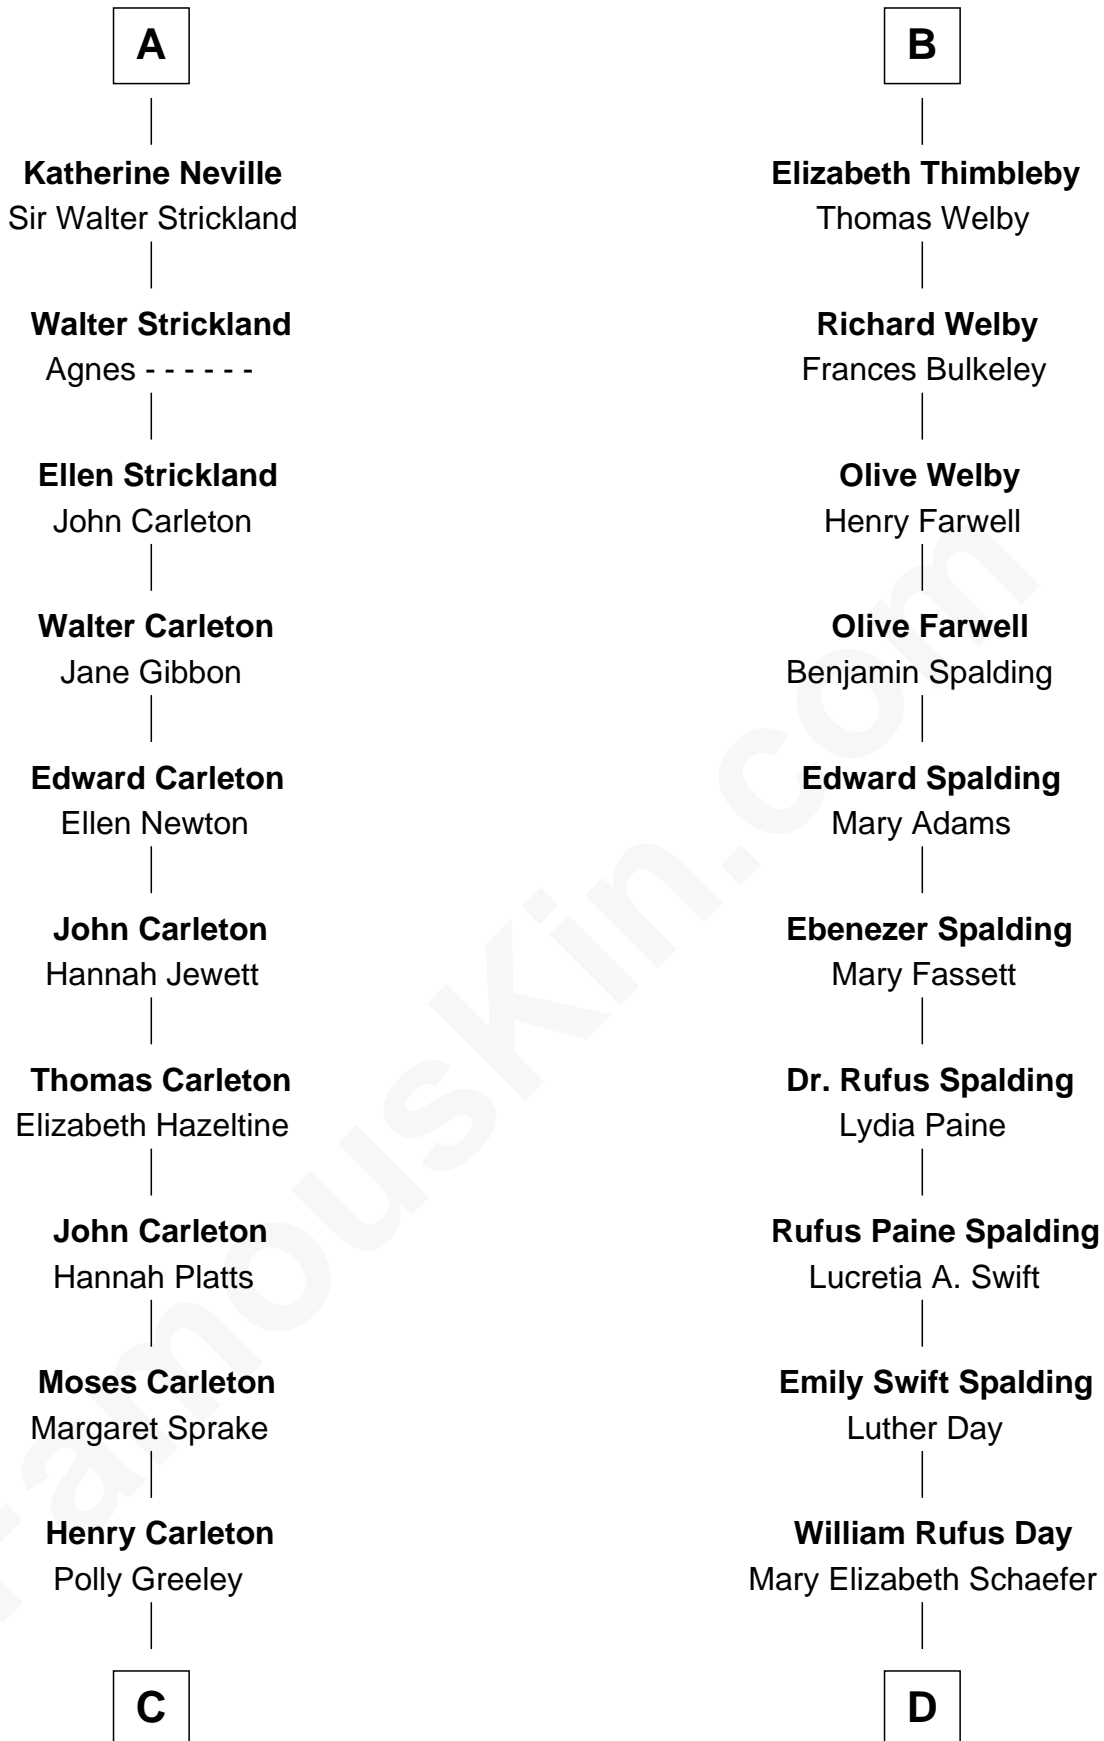 A
Katherine Neville
Sir Walter Strickland
Walter Strickland
Agnes - - - - - -
Ellen Strickland
John Carleton
Walter Carleton
Jane Gibbon
Edward Carleton
Ellen Newton
John Carleton
Hannah Jewett
Thomas Carleton
Elizabeth Hazeltine
John Carleton
Hannah Platts
Moses Carleton
Margaret Sprake
Henry Carleton
Polly Greeley
C
B
Elizabeth Thimbleby
Thomas Welby
Richard Welby
Frances Bulkeley
Olive Welby
Henry Farwell
Olive Farwell
Benjamin Spalding
Edward Spalding
Mary Adams
Ebenezer Spalding
Mary Fassett
Dr. Rufus Spalding
Lydia Paine
Rufus Paine Spalding
Lucretia A. Swift
Emily Swift Spalding
Luther Day
William Rufus Day
Mary Elizabeth Schaefer
D
FamousKin.com